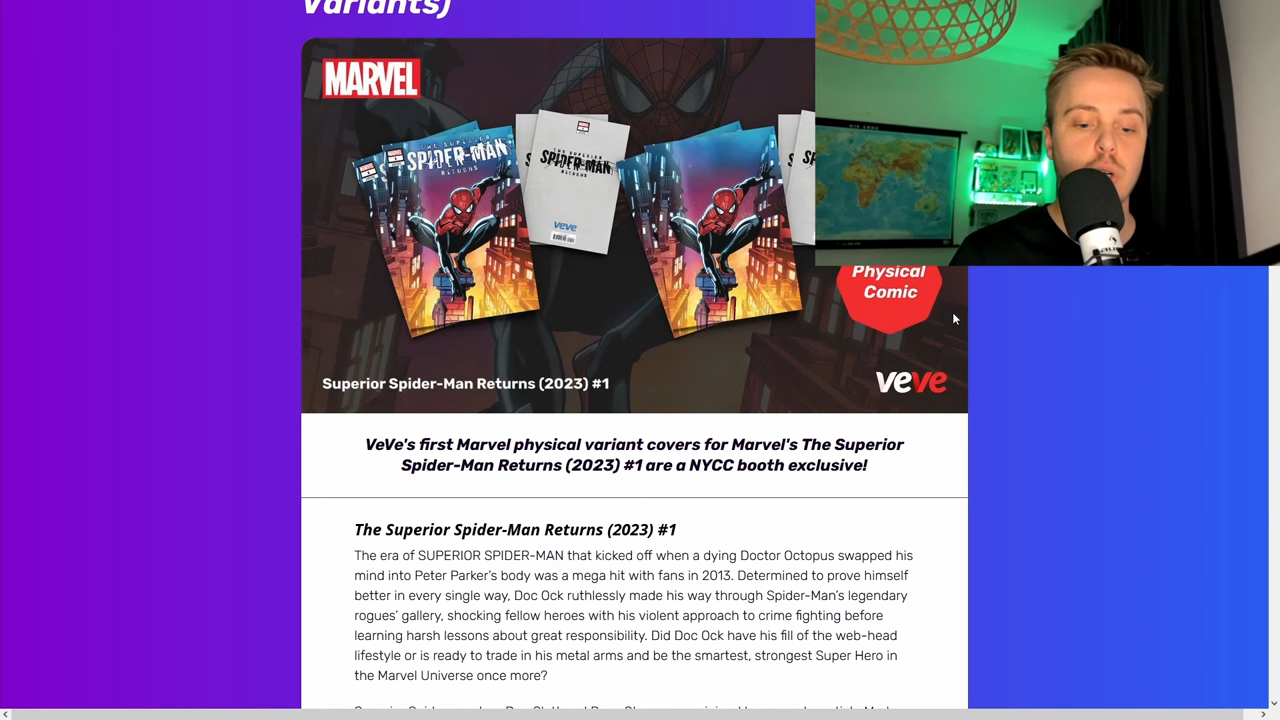 Variants)
MARVEL
THE SUPERIOR
SPIDER-MAN
RETURNS
THE SUPERIOR
SPIDER-MAN
RETURNS
veve
Physical
Comic
Superior Spider-Man Returns (2023) #1
veve
VeVe's first Marvel physical variant covers for Marvel's The Superior
Spider-Man Returns (2023) #1 are a NYCC booth exclusive!
The Superior Spider-Man Returns (2023) #1
The era of SUPERIOR SPIDER-MAN that kicked off when a dying Doctor Octopus swapped his
mind into Peter Parker’s body was a mega hit with fans in 2013. Determined to prove himself
better in every single way, Doc Ock ruthlessly made his way through Spider-Man’s legendary
rogues’ gallery, shocking fellow heroes with his violent approach to crime fighting before
learning harsh lessons about great responsibility. Did Doc Ock have his fill of the web-head
lifestyle or is ready to trade in his metal arms and be the smartest, strongest Super Hero in
the Marvel Universe once more?